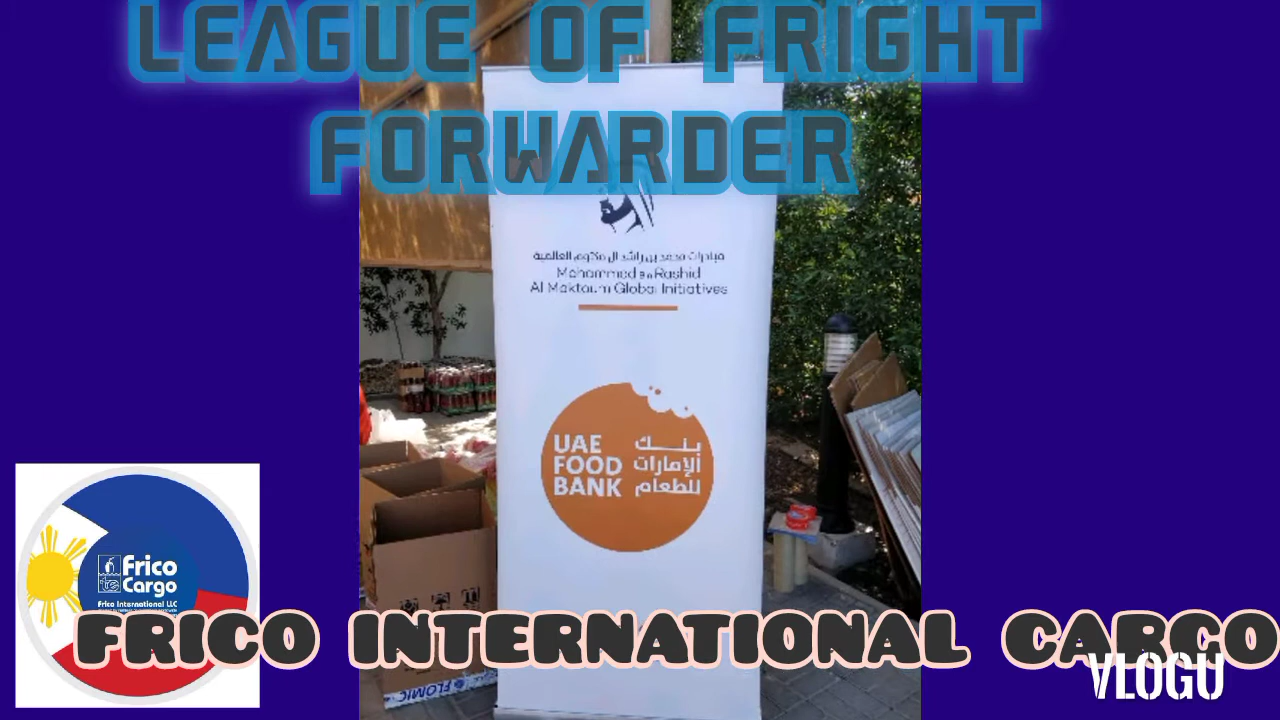 LEAGUE OF FRIGHT
FORWARDER
مبادرات محمد بن راشد آل مكتوم العالمية
Mohammed Bin Rashid
Al Maktoum Global Initiatives
UAE
FOOD
BANK
بنك
الإمارات
للطعام
Frico
Cargo
Frico International LLC
FRICO INTERNATIONAL CARGO
FLOMIC
VLOGU